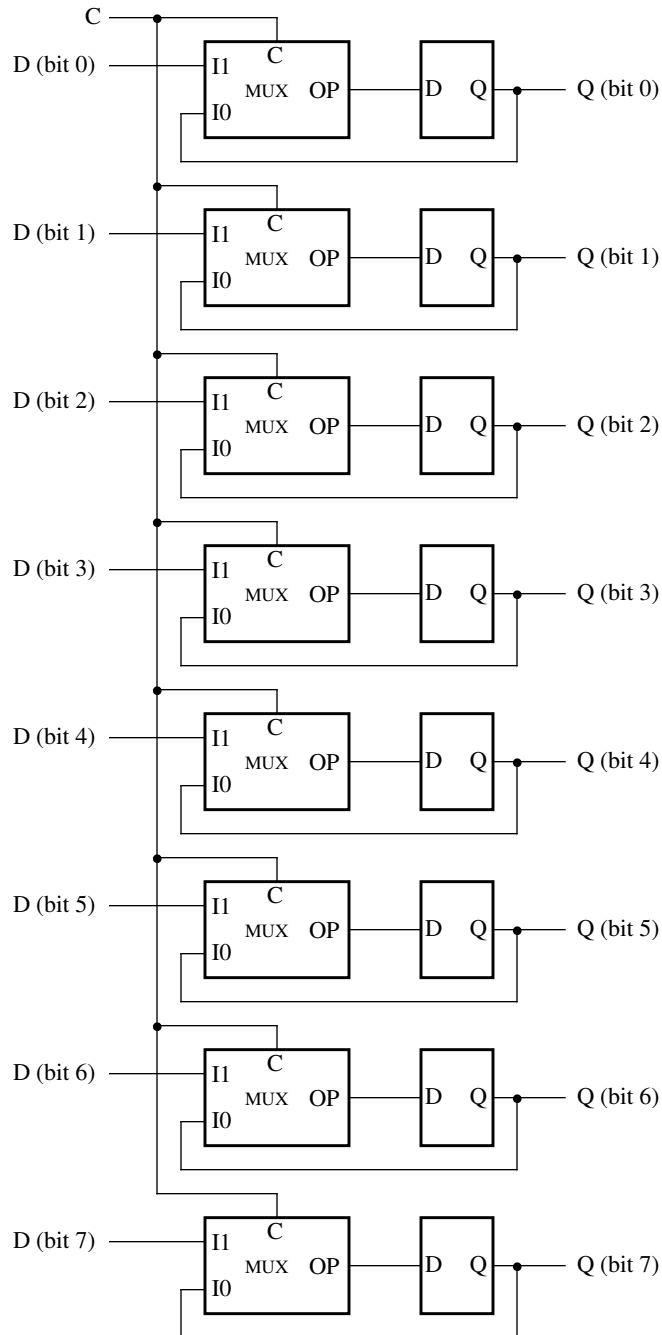 C
D (bit 0) I1 C MUX OP D Q Q (bit 0)
I0
D (bit 1) I1 C MUX OP D Q Q (bit 1)
I0
D (bit 2) I1 C MUX OP D Q Q (bit 2)
I0
D (bit 3) I1 C MUX OP D Q Q (bit 3)
I0
D (bit 4) I1 C MUX OP D Q Q (bit 4)
I0
D (bit 5) I1 C MUX OP D Q Q (bit 5)
I0
D (bit 6) I1 C MUX OP D Q Q (bit 6)
I0
D (bit 7) I1 C MUX OP D Q Q (bit 7)
I0